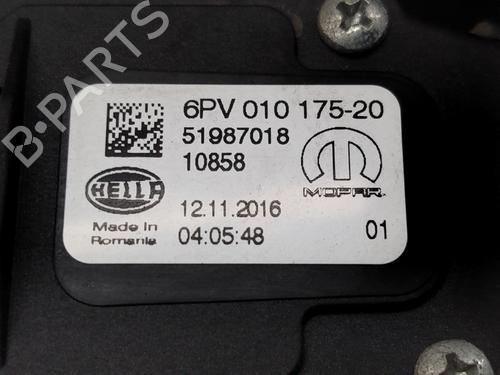 B-PARTS
6PV 010 175-20
51987018
10858
HELLA
MOPAR
Made In
Romania
12.11.2016
04:05:48
01